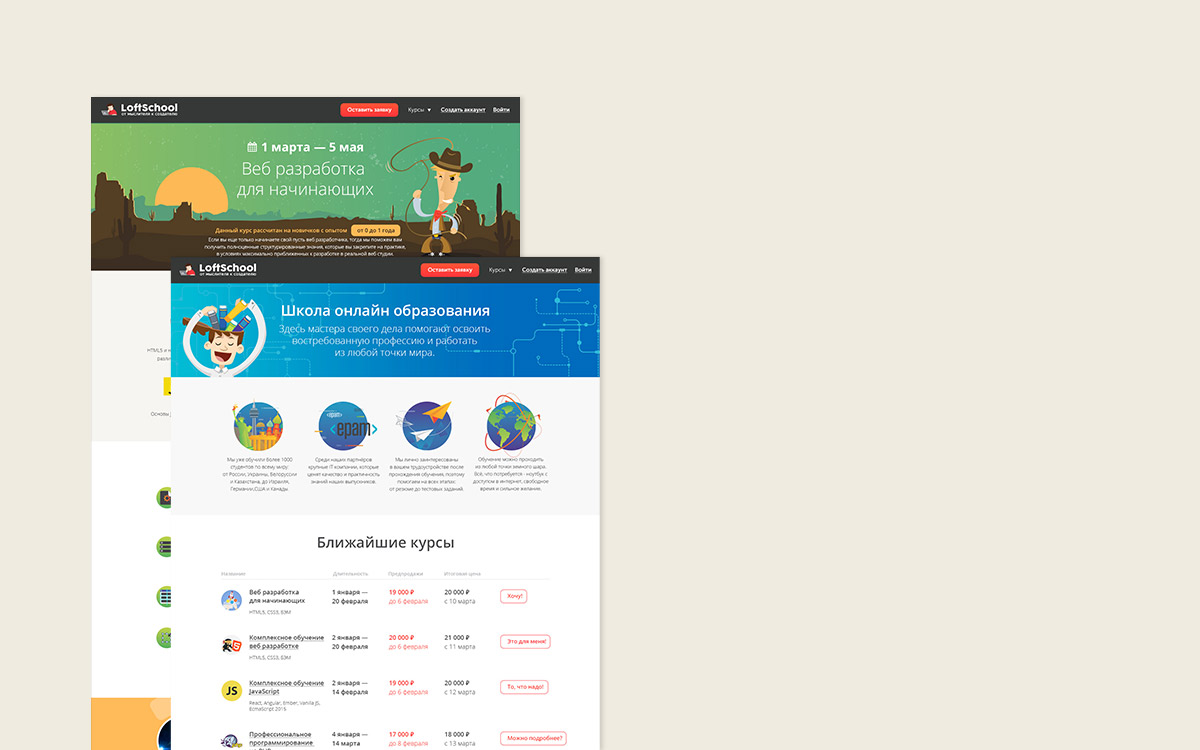 LoftSchool
от мыслителя к создателю
Оставить заявку
Курсы ▼
Создать аккаунт
Войти
1 марта — 5 мая
Веб разработка
для начинающих
Данный курс рассчитан на новичков с опытом
от 0 до 1 года
Если вы еще только начинаете свой путь веб разработчика, тогда мы поможем вам
получить полноценные структурированные знания, которые вы закрепите на практике,
в условиях максимально приближенных к разработке в реальной веб студии.
HTML5 и
разли
Основы
LoftSchool
от мыслителя к создателю
Оставить заявку
Курсы ▼
Создать аккаунт
Войти
Школа онлайн образования
Здесь мастера своего дела помогают освоить
востребованную профессию и работать
из любой точки мира.
<epam>
<epam>
Мы уже обучили более 1000
студентов по всему миру:
от России, Украины, Белоруссии
и Казахстана, до Израиля,
Германии,США и Канады.
Среди наших партнёров
крупные IT компании, которые
ценят качество и практичность
знаний наших выпускников.
Мы лично заинтересованы
в вашем трудоустройстве после
прохождения обучения, поэтому
помогаем на всех этапах:
от резюме до тестовых заданий.
Обучение можно проходить
из любой точки земного шара.
Всё, что потребуется - ноутбук с
доступом в интернет, свободное
время и сильное желание.
Ближайшие курсы
Название
Длительность
Предпродажи
Итоговая цена
Веб разработка
для начинающих
HTML5, CSS3, БЭМ
1 января —
20 февраля
19 000 ₽
до 6 февраля
20 000 ₽
с 10 марта
Хочу!
Комплексное обучение
веб разработке
HTML5, CSS3, БЭМ
2 января —
20 февраля
20 000 ₽
до 6 февраля
21 000 ₽
с 11 марта
Это для меня!
JS
Комплексное обучение
JavaScript
React, Angular, Ember, Vanilla JS,
EcmaScript 2015
2 января —
14 февраля
19 000 ₽
до 6 февраля
20 000 ₽
с 12 марта
То, что надо!
Профессиональное
программирование
4 января —
14 марта
17 000 ₽
до 8 февраля
18 000 ₽
с 13 марта
Можно подробнее?